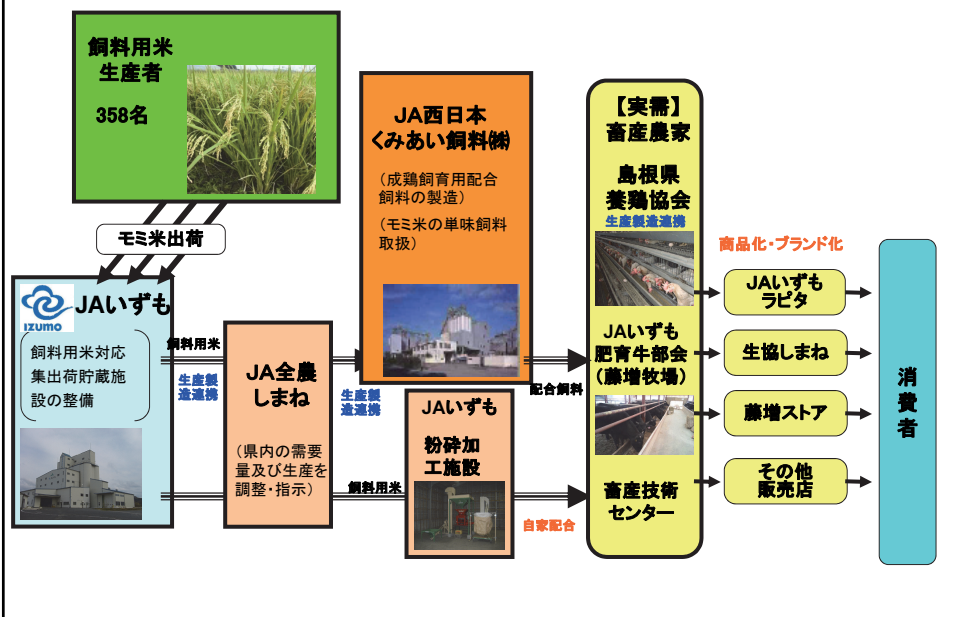 飼料用米
生産者
358名
モミ米出荷
IZUMO
JAいずも
飼料用米対応
集出荷貯蔵施
設の整備
飼料用米
生産製
造連携
JA全農
しまね
（県内の需要
量及び生産を
調整・指示）
生産製
造連携
飼料用米
JA西日本
くみあい飼料㈱
（成鶏飼育用配合
飼料の製造）
（モミ米の単味飼料
取扱）
配合飼料
JAいずも
粉砕加
工施設
自家配合
【実需】
畜産農家
島根県
養鶏協会
生産製造連携
JAいずも
肥育牛部会
（藤増牧場）
畜産技術
センター
商品化・ブランド化
JAいずも
ラピタ
生協しまね
藤増ストア
その他
販売店
消
費
者